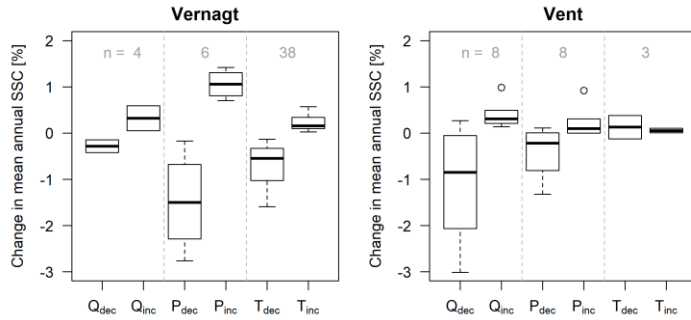 Vernagt
Change in mean annual SSC [%]
2
1
0
-1
-2
-3
n = 4
6
38
Qdec
Qinc
Pdec
Pinc
Tdec
Tinc
Vent
Change in mean annual SSC [%]
2
1
0
-1
-2
-3
n = 8
8
3
Qdec
Qinc
Pdec
Pinc
Tdec
Tinc